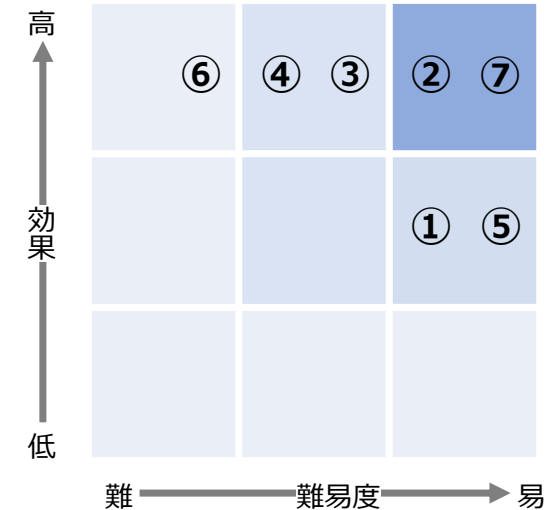 高
⑥ ④ ③ ② ⑦
効果
① ⑤
低
難 難易度 易